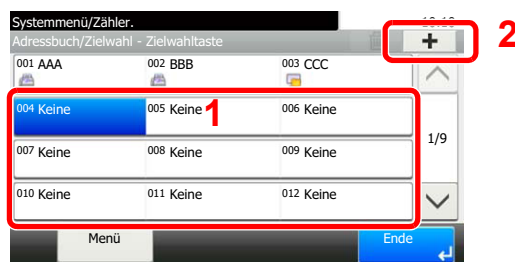 Systemmenü/Zähler.
Adressbuch/Zielwahl - Zielwahltaste
2
001 AAA 002 BBB 003 CCC
004 Keine 005 Keine 1 006 Keine
007 Keine 008 Keine 009 Keine 1/9
010 Keine 011 Keine 012 Keine
Menü Ende